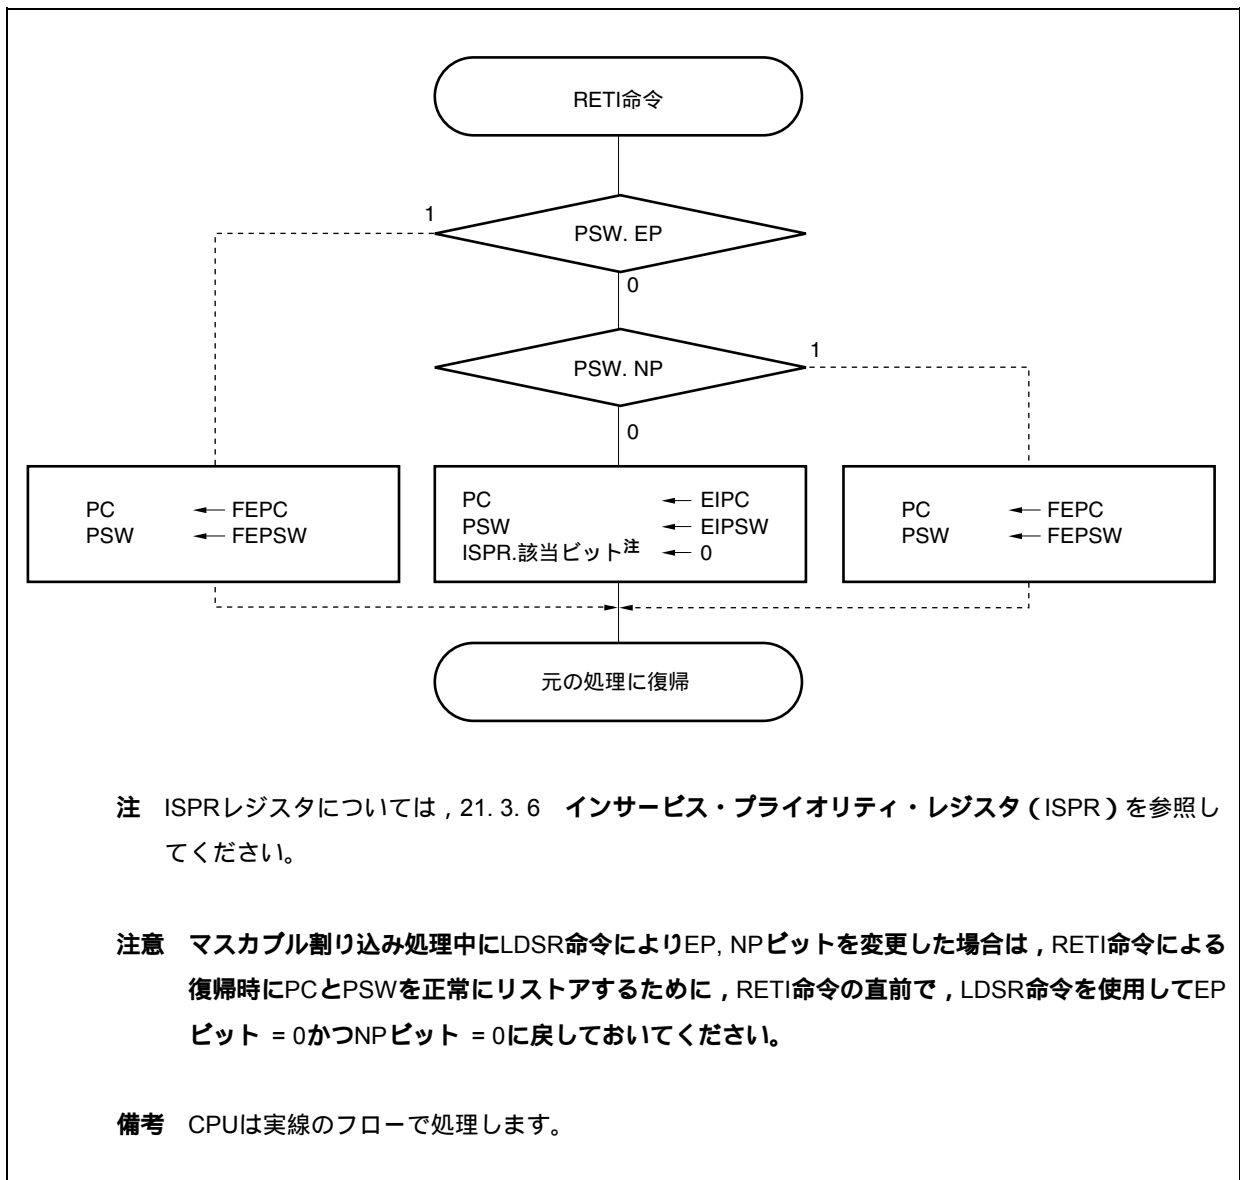 RETI命令
1
PSW. EP
0
PSW. NP
1
0
PC ← FEPC
PSW ← FEPSW
PC ← EIPC
PSW ← EIPSW
ISPR.該当ビット注 ← 0
PC ← FEPC
PSW ← FEPSW
元の処理に復帰
注 ISPRレジスタについては，21. 3. 6 インサービス・プライオリティ・レジスタ（ISPR）を参照し
てください。
注意 マスカブル割り込み処理中にLDSR命令によりEP, NPビットを変更した場合は，RETI命令による
復帰時にPCとPSWを正常にリストアするために，RETI命令の直前で，LDSR命令を使用してEP
ビット = 0かつNPビット = 0に戻しておいてください。
備考 CPUは実線のフローで処理します。